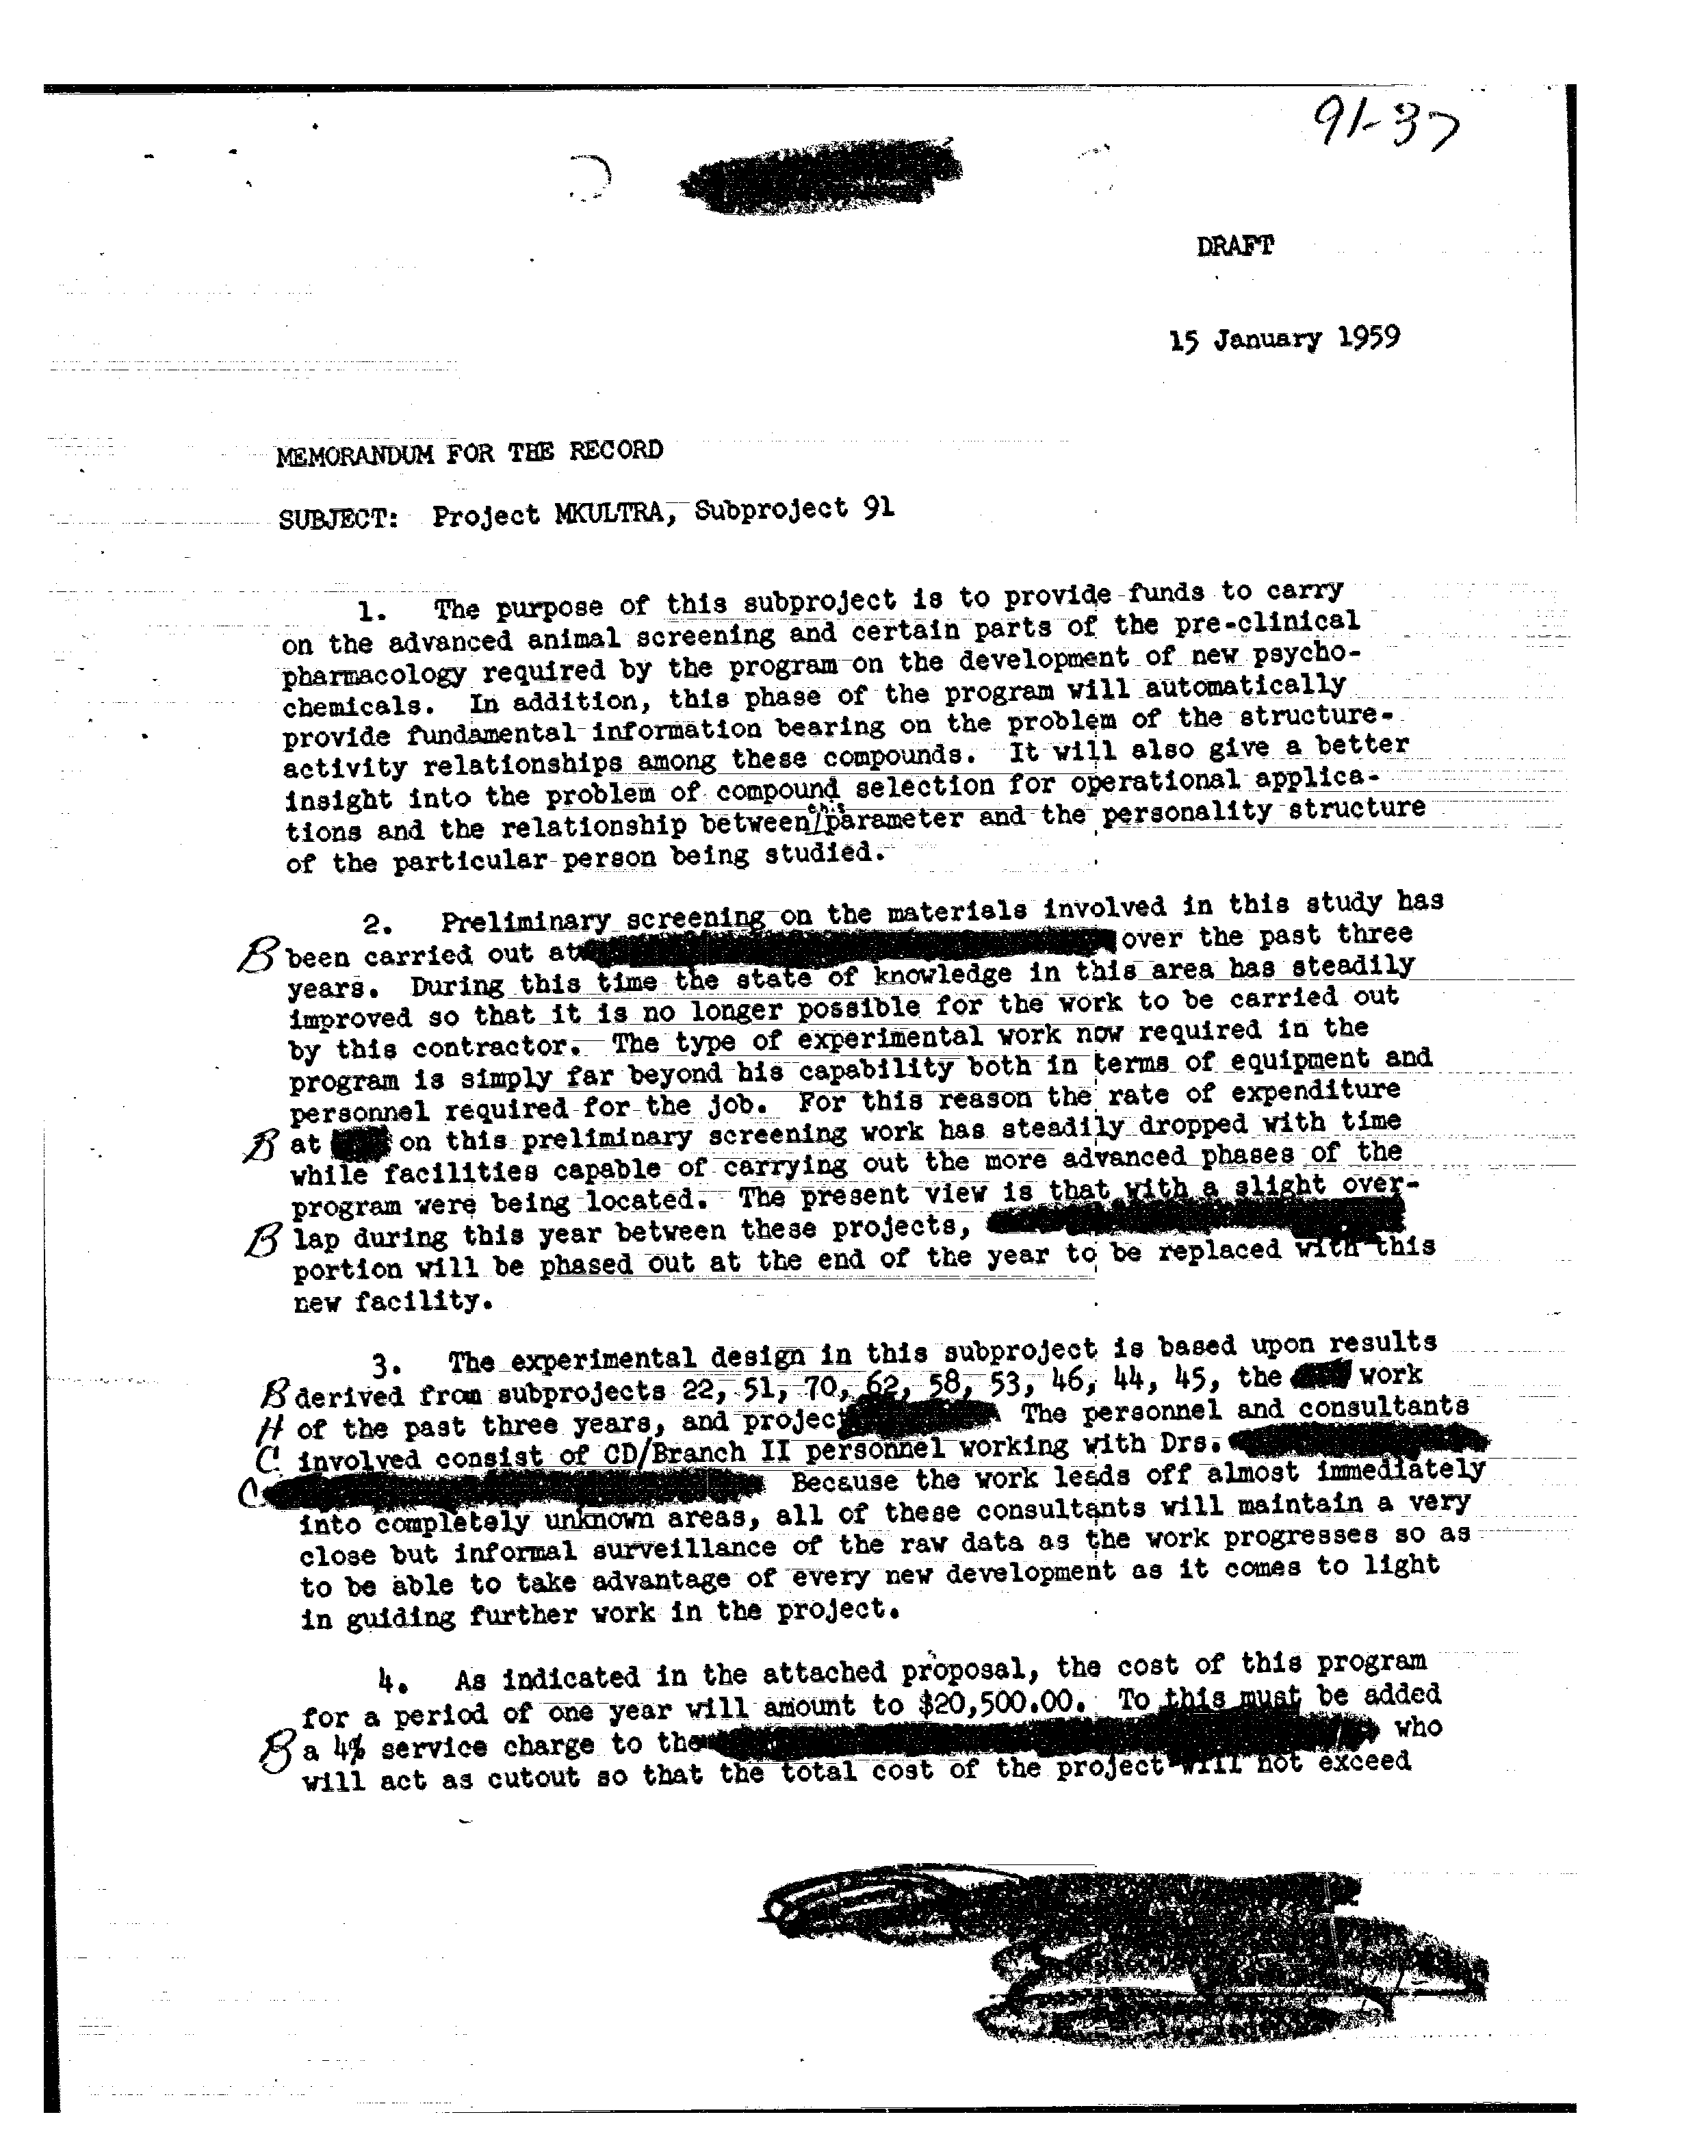 91-37
DRAFT
15 January 1959
MEMORANDUM FOR THE RECORD
SUBJECT: Project MKULTRA, Subproject 91
1. The purpose of this subproject is to provide funds to carry
on the advanced animal screening and certain parts of the pre-clinical
pharmacology required by the program on the development of new psycho-
chemicals. In addition, this phase of the program will automatically
provide fundamental information bearing on the problem of the structure-
activity relationships among these compounds. It will also give a better
insight into the problem of compound selection for operational applica-
tions and the relationship between/this parameter and the personality structure
of the particular person being studied.
2. Preliminary screening on the materials involved in this study has
B been carried out at over the past three
years. During this time the state of knowledge in this area has steadily
improved so that it is no longer possible for the work to be carried out
by this contractor. The type of experimental work now required in the
program is simply far beyond his capability both in terms of equipment and
personnel required for the job. For this reason the rate of expenditure
B at on this preliminary screening work has steadily dropped with time
while facilities capable of carrying out the more advanced phases of the
program were being located. The present view is that with a slight over-
B lap during this year between these projects,
portion will be phased out at the end of the year to be replaced with this
new facility.
3. The experimental design in this subproject is based upon results
B derived from subprojects 22, 51, 70, 62, 58, 53, 46, 44, 45, the work
H of the past three years, and project The personnel and consultants
C involved consist of CD/Branch II personnel working with Drs.
C Because the work leads off almost immediately
into completely unknown areas, all of these consultants will maintain a very
close but informal surveillance of the raw data as the work progresses so as
to be able to take advantage of every new development as it comes to light
in guiding further work in the project.
4. As indicated in the attached proposal, the cost of this program
for a period of one year will amount to $20,500.00. To this must be added
B a 4% service charge to the who
will act as cutout so that the total cost of the project will not exceed